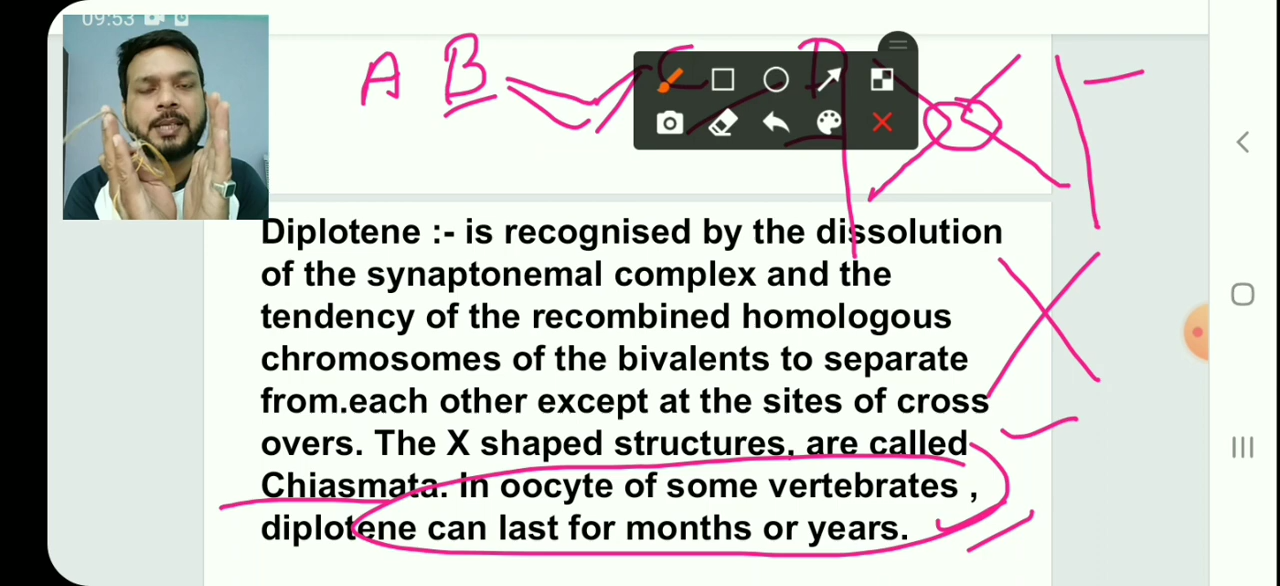 09:53
A B C D
Diplotene :- is recognised by the dissolution
of the synaptonemal complex and the
tendency of the recombined homologous
chromosomes of the bivalents to separate
from.each other except at the sites of cross
overs. The X shaped structures, are called
Chiasmata. In oocyte of some vertebrates ,
diplotene can last for months or years.